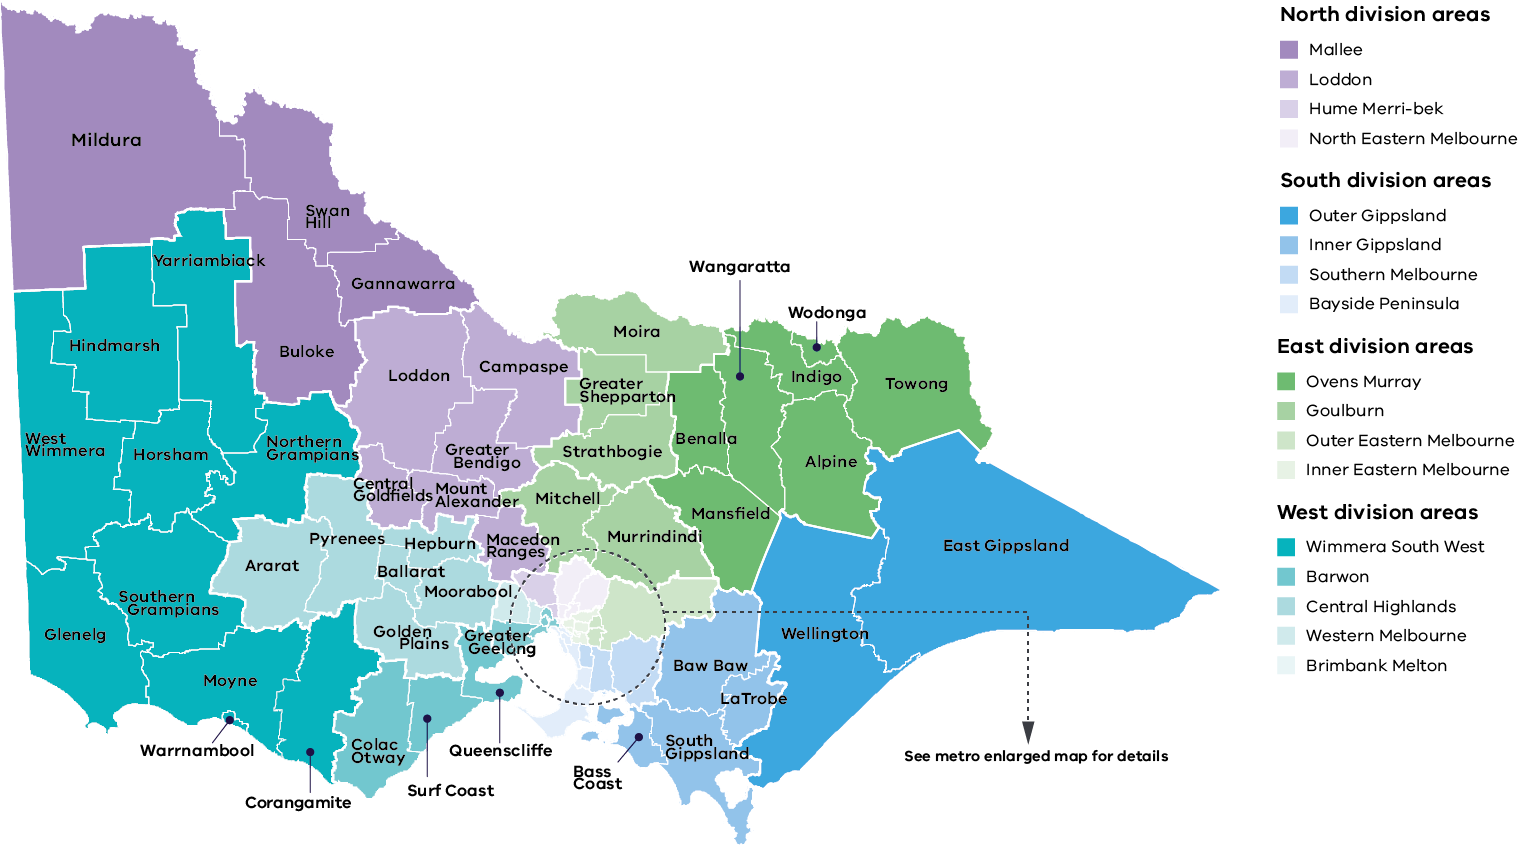 North division areas
Mallee
Loddon
Hume Merri-bek
North Eastern Melbourne
South division areas
Outer Gippsland
Inner Gippsland
Southern Melbourne
Bayside Peninsula
East division areas
Ovens Murray
Goulburn
Outer Eastern Melbourne
Inner Eastern Melbourne
West division areas
Wimmera South West
Barwon
Central Highlands
Western Melbourne
Brimbank Melton
Mildura
Swan
Hill
Yarriambiack
Gannawarra
Wangaratta
Wodonga
Moira
Hindmarsh
Buluke
Loddon
Campaspe
Indigo
Towong
Greater
Shepparton
West
Wimmera
Horsham
Northern
Grampians
Greater
Bendigo
Strathbogie
Benalla
Alpine
Central
Goldfields
Mount
Alexander
Mitchell
Mansfield
Pyrenees
Hepburn
Macedon
Ranges
Murrindindi
East Gippsland
Ararat
Ballarat
Moorabool
Southern
Grampians
Glenelg
Golden
Plains
Greater
Geelong
Wellington
Moyne
Baw Baw
LaTrobe
Warrnambool
Colac
Otway
Queenscliffe
South
Gippsland
Bass
Coast
See metro enlarged map for details
Corangamite
Surf Coast